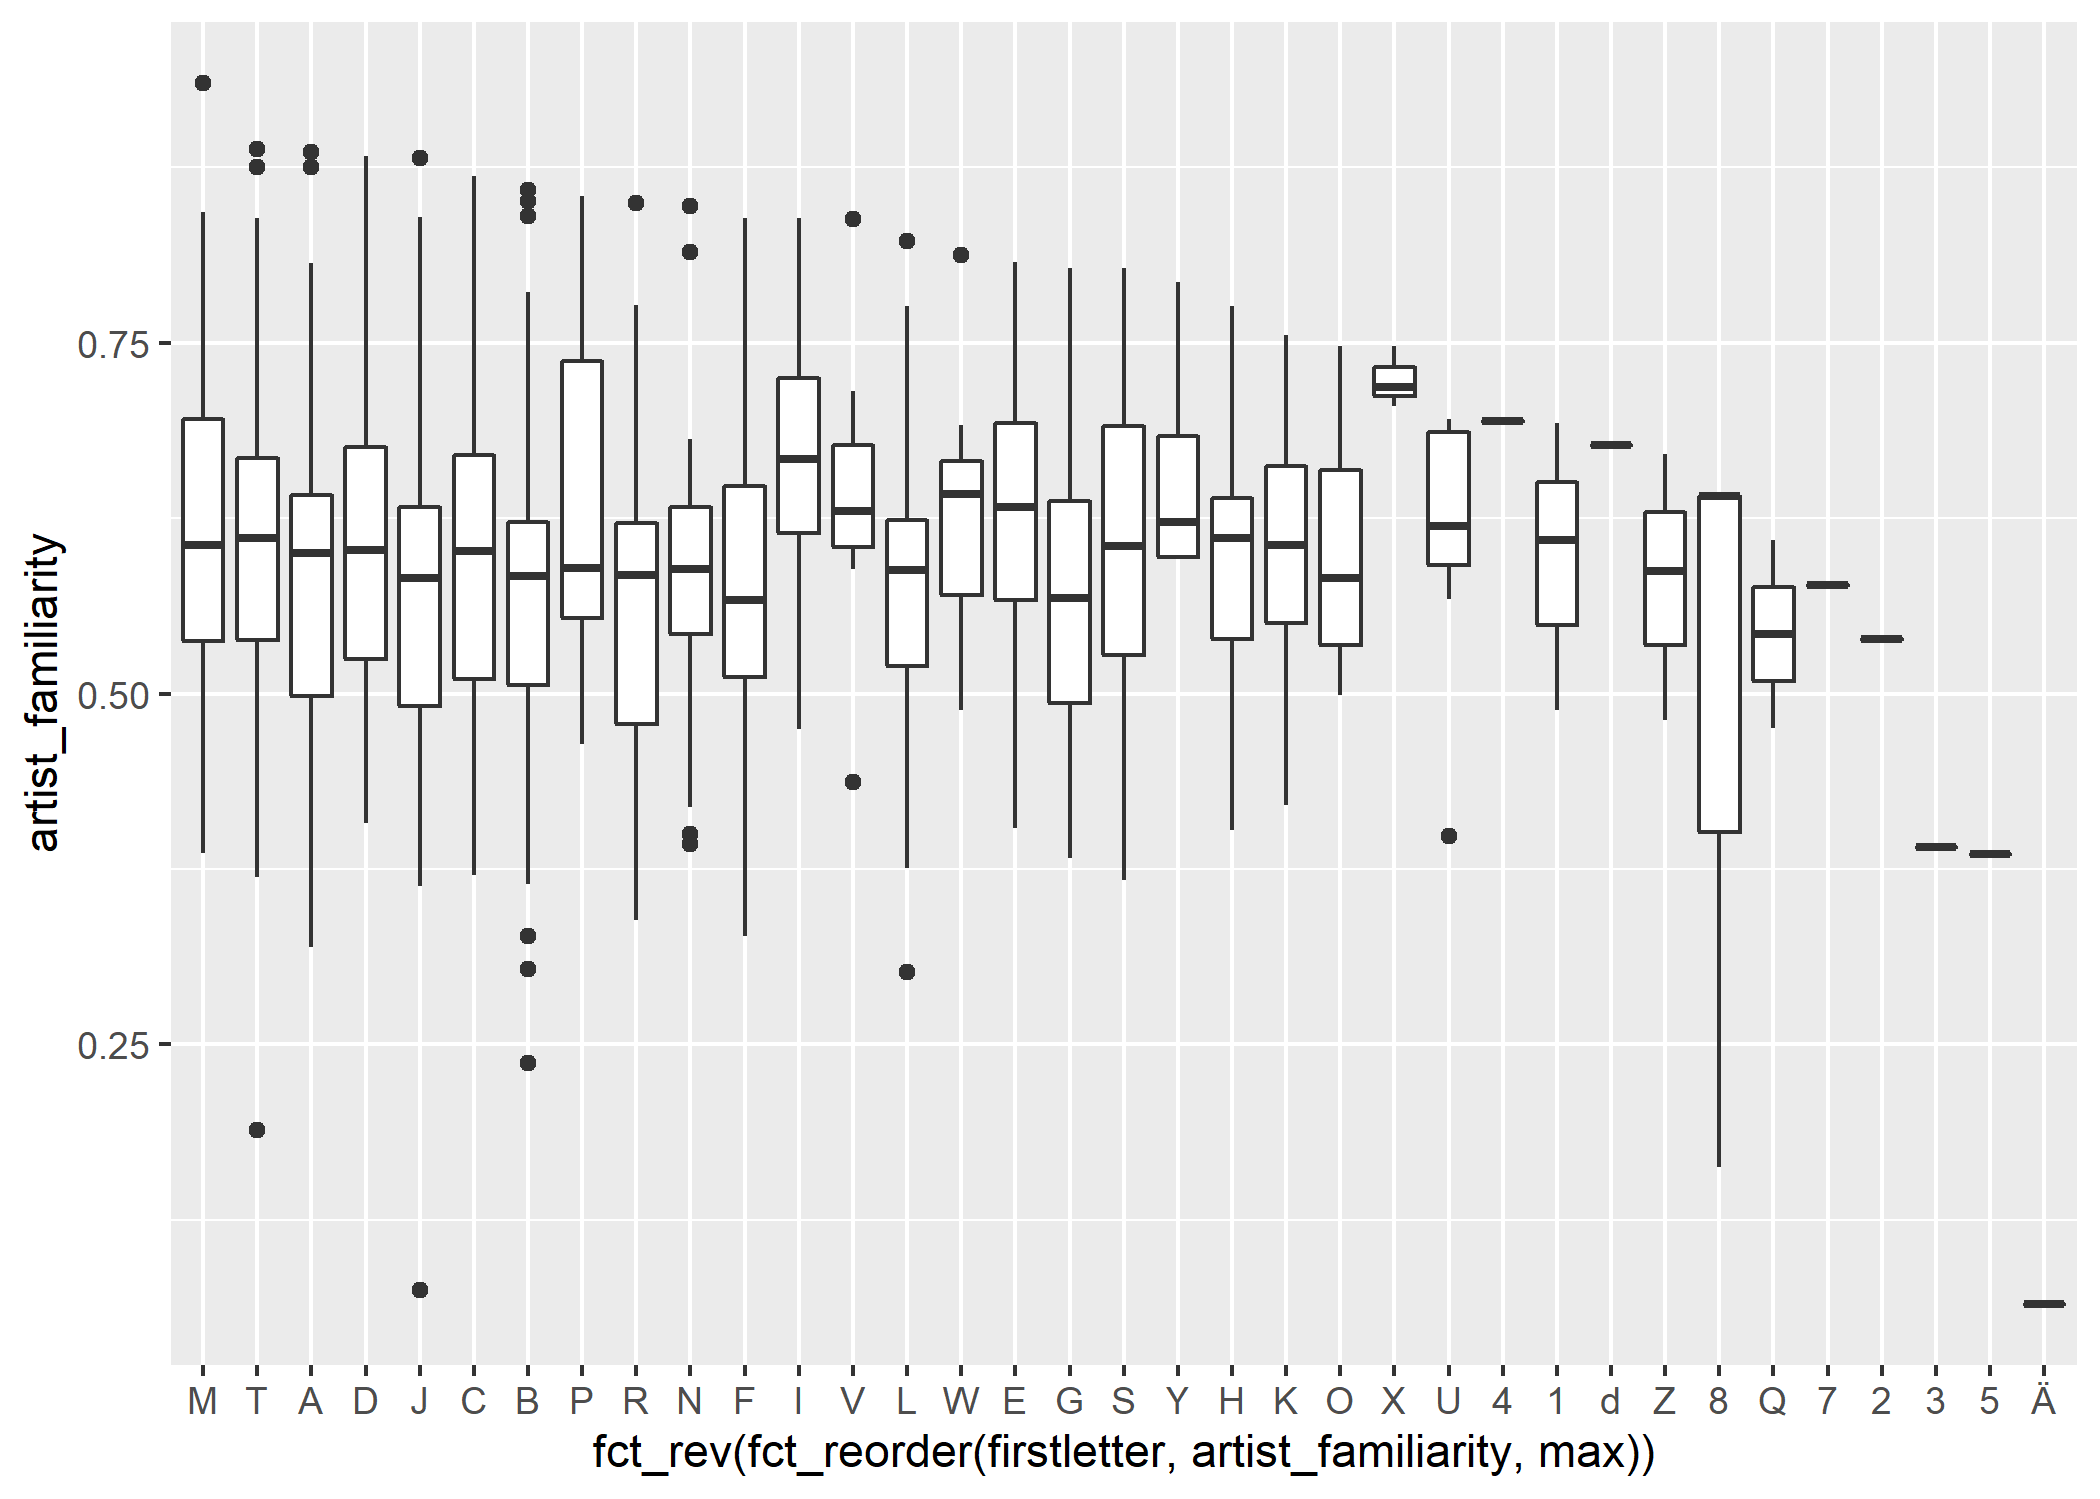 artist_familiarity
0.75
0.50
0.25
M T A D J C B P R N F I V L W E G S Y H K O X U 4 1 d Z 8 Q 7 2 3 5 Ä
fct_rev(fct_reorder(firstletter, artist_familiarity, max))